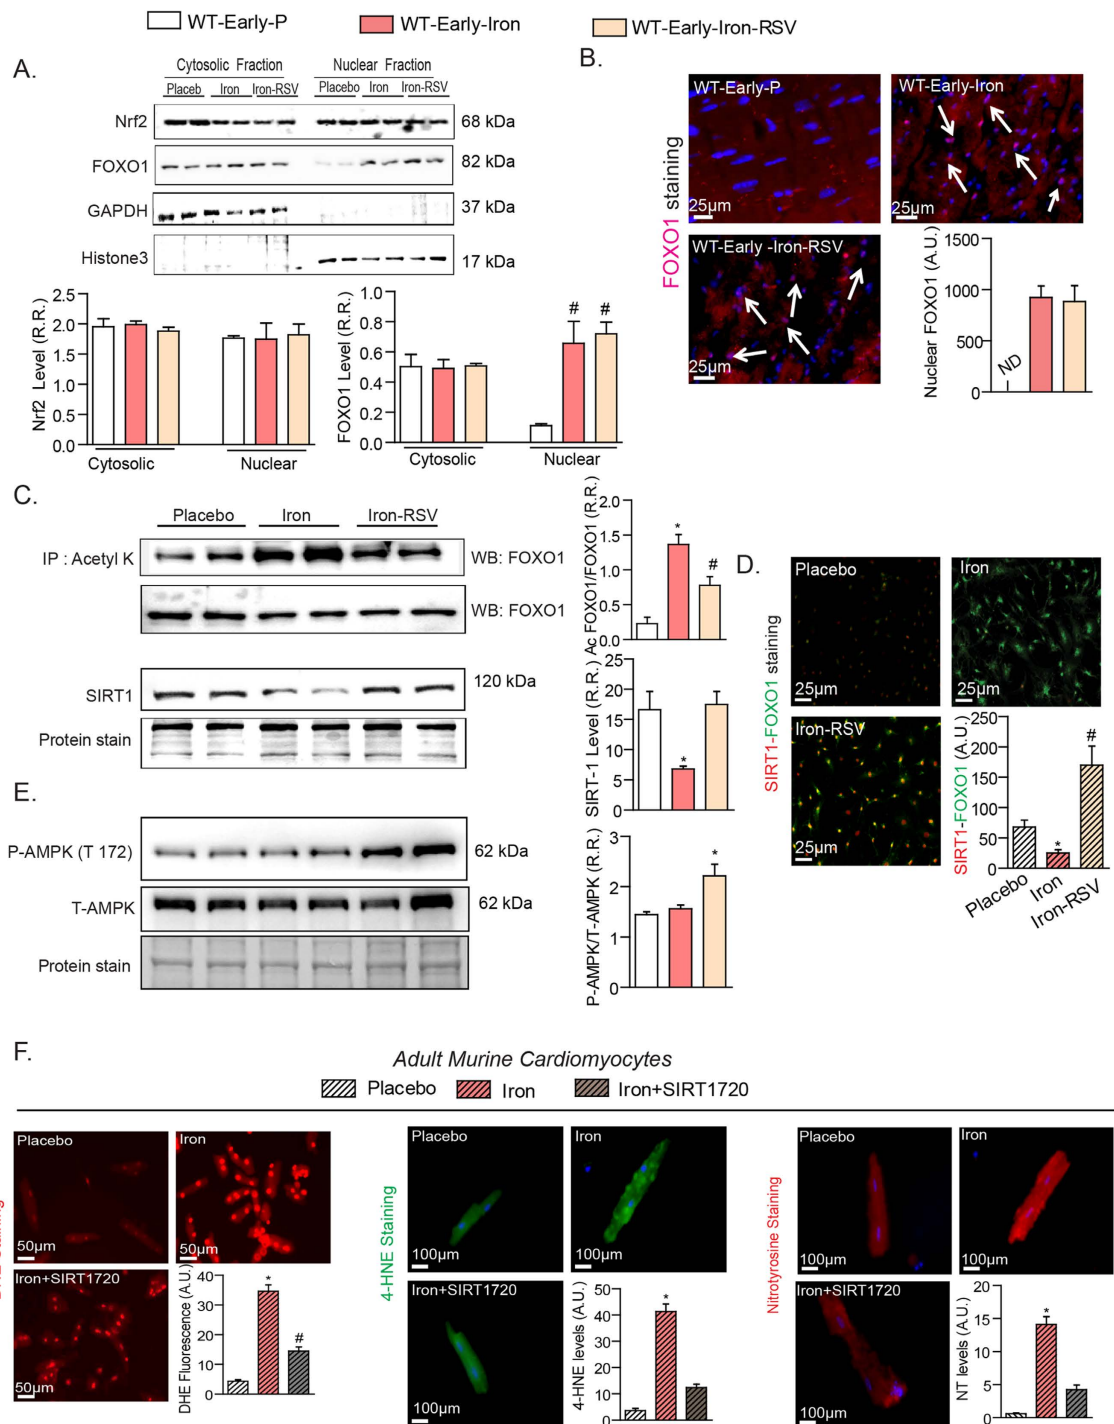 WT-Early-P WT-Early-Iron WT-Early-Iron-RSV
A.
Cytosolic Fraction Nuclear Fraction
Placeb Iron Iron-RSV Placebo Iron Iron-RSV
Nrf2 68 kDa
FOXO1 82 kDa
GAPDH 37 kDa
Histone3 17 kDa
Nrf2 Level (R.R.)
2.5
2.0
1.5
1.0
0.5
0.0
Cytosolic Nuclear
FOXO1 Level (R.R.)
1.0
0.8
0.6
0.4
0.2
0.0
# #
Cytosolic Nuclear
B.
FOXO1 staining
WT-Early-P
25µm
WT-Early-Iron
25µm
WT-Early -Iron-RSV
25µm
Nuclear FOXO1 (A.U.)
1500
1000
500
0
ND
C.
Placebo Iron Iron-RSV
IP : Acetyl K WB: FOXO1
WB: FOXO1
SIRT1 120 kDa
Protein stain
Ac FOXO1/FOXO1 (R.R.)
2.0
1.5
1.0
0.5
0.0
* #
SIRT-1 Level (R.R.)
25
20
15
10
5
0
*
D.
SIRT1-FOXO1 staining
Placebo
25µm
Iron
25µm
Iron-RSV
25µm
SIRT1-FOXO1 (A.U.)
250
200
150
100
50
0
* #
Placebo Iron Iron-RSV
E.
P-AMPK (T 172) 62 kDa
T-AMPK 62 kDa
Protein stain
P-AMPK/T-AMPK (R.R.)
3
2
1
0
*
F.
Adult Murine Cardiomyocytes
Placebo Iron Iron+SIRT1720
Placebo
50µm
Iron
50µm
Iron+SIRT1720
50µm
DHE Fluorescence (A.U.)
40
30
20
10
0
* #
4-HNE Staining
Placebo
100µm
Iron
100µm
Iron+SIRT1720
100µm
4-HNE levels (A.U.)
50
40
30
20
10
0
*
Nitrotyrosine Staining
Placebo
100µm
Iron
100µm
Iron+SIRT1720
100µm
NT levels (A.U.)
20
15
10
5
0
*